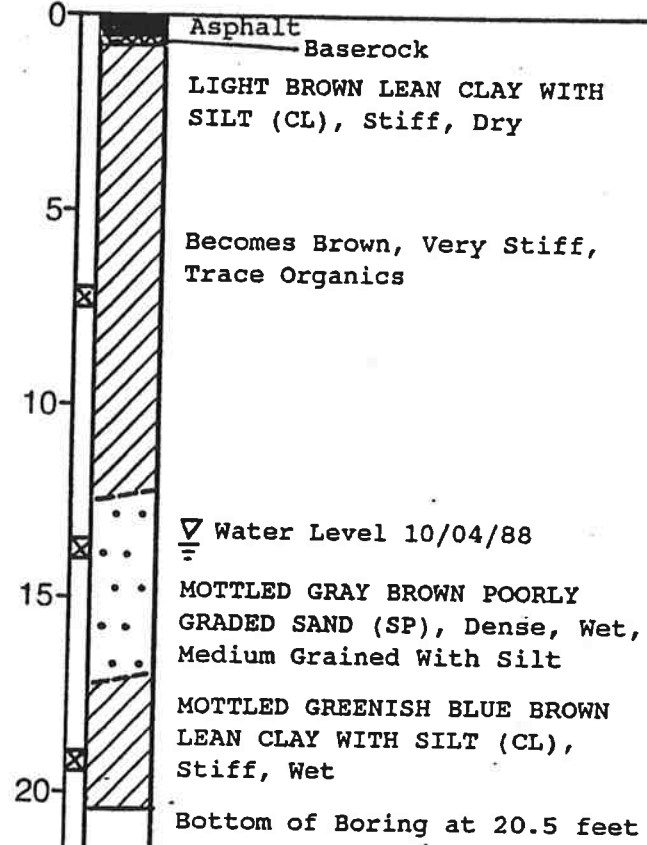 0
Asphalt
Baserock
LIGHT BROWN LEAN CLAY WITH
SILT (CL), Stiff, Dry
5
Becomes Brown, Very Stiff,
Trace Organics
10
Water Level 10/04/88
15
MOTTLED GRAY BROWN POORLY
GRADED SAND (SP), Dense, Wet,
Medium Grained With Silt
MOTTLED GREENISH BLUE BROWN
LEAN CLAY WITH SILT (CL),
Stiff, Wet
20
Bottom of Boring at 20.5 feet